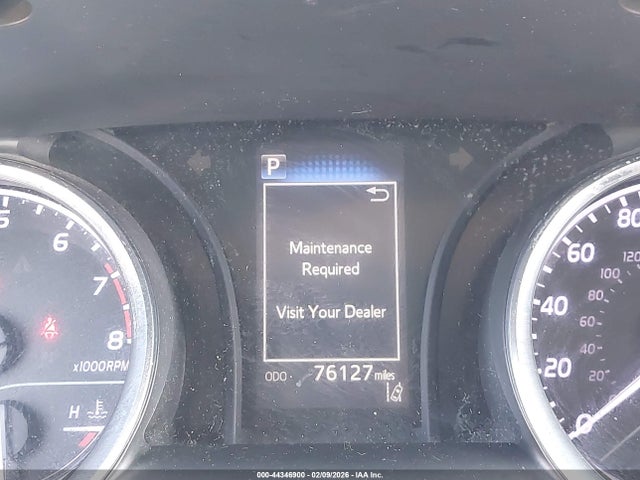 P
Maintenance
Required
Visit Your Dealer
ODO 76127 miles
5
6
7
8
x1000RPM
H
80
60
40
20
0
120
100
80
60
40
20
000-44346900 - 02/09/2026 - IAA Inc.